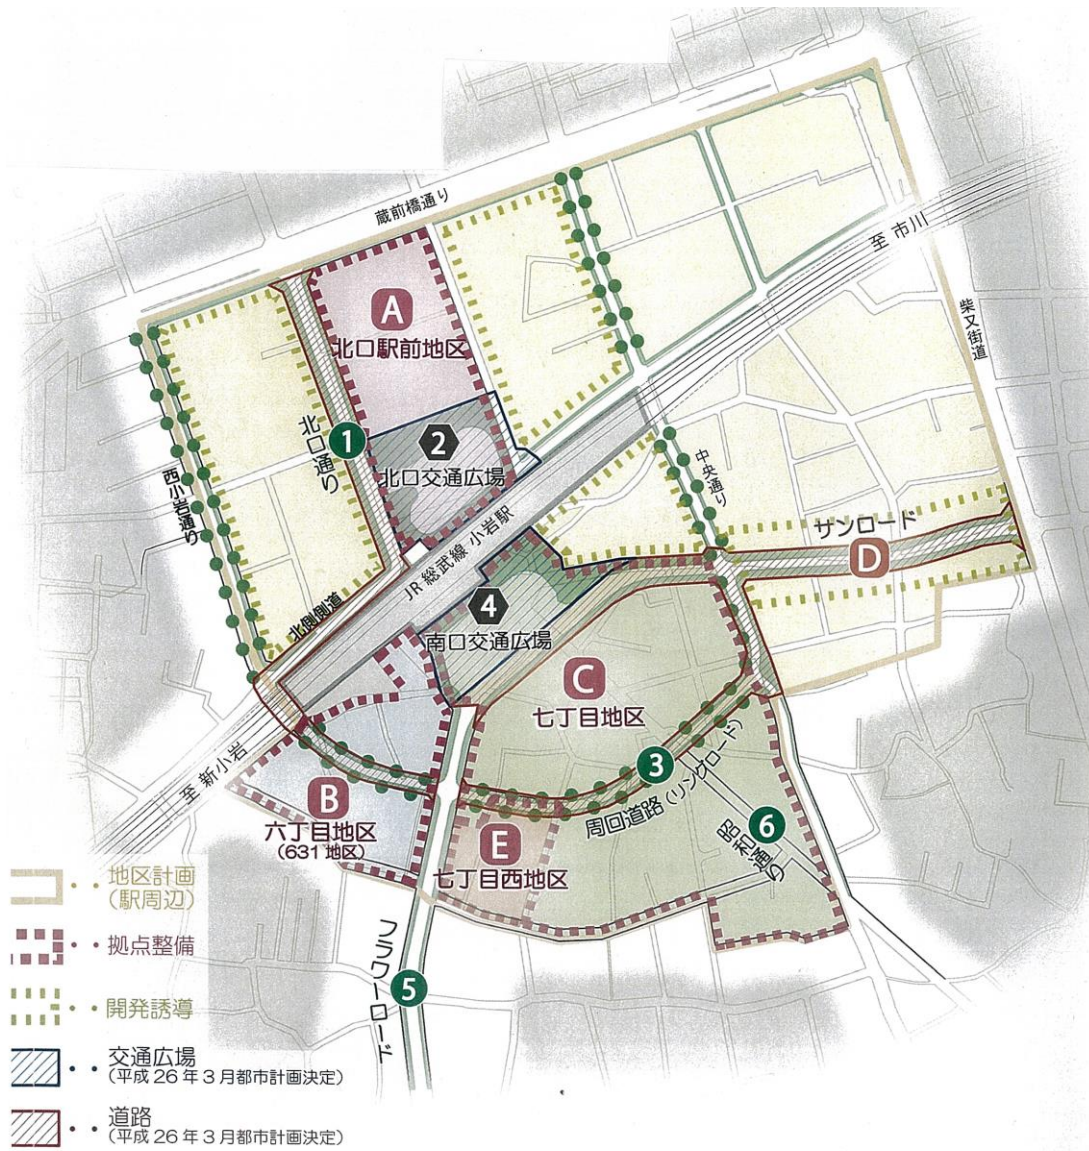 蔵前橋通り
至 市川
柴又街道
A
北口駅前地区
1
北口通り
2
北口交通広場
西小岩通り
中央通り
サンロード
D
JR 総武線 小岩駅
北側側道
4
南口交通広場
C
七丁目地区
至 新小岩
3
周回道路(リングロード)
B
六丁目地区
(631 地区)
E
七丁目西地区
6
昭和通り
フラワーロード
5
・・地区計画
(駅周辺)
・・拠点整備
・・開発誘導
・・交通広場
(平成 26 年 3 月都市計画決定)
・・道路
(平成 26 年 3 月都市計画決定)